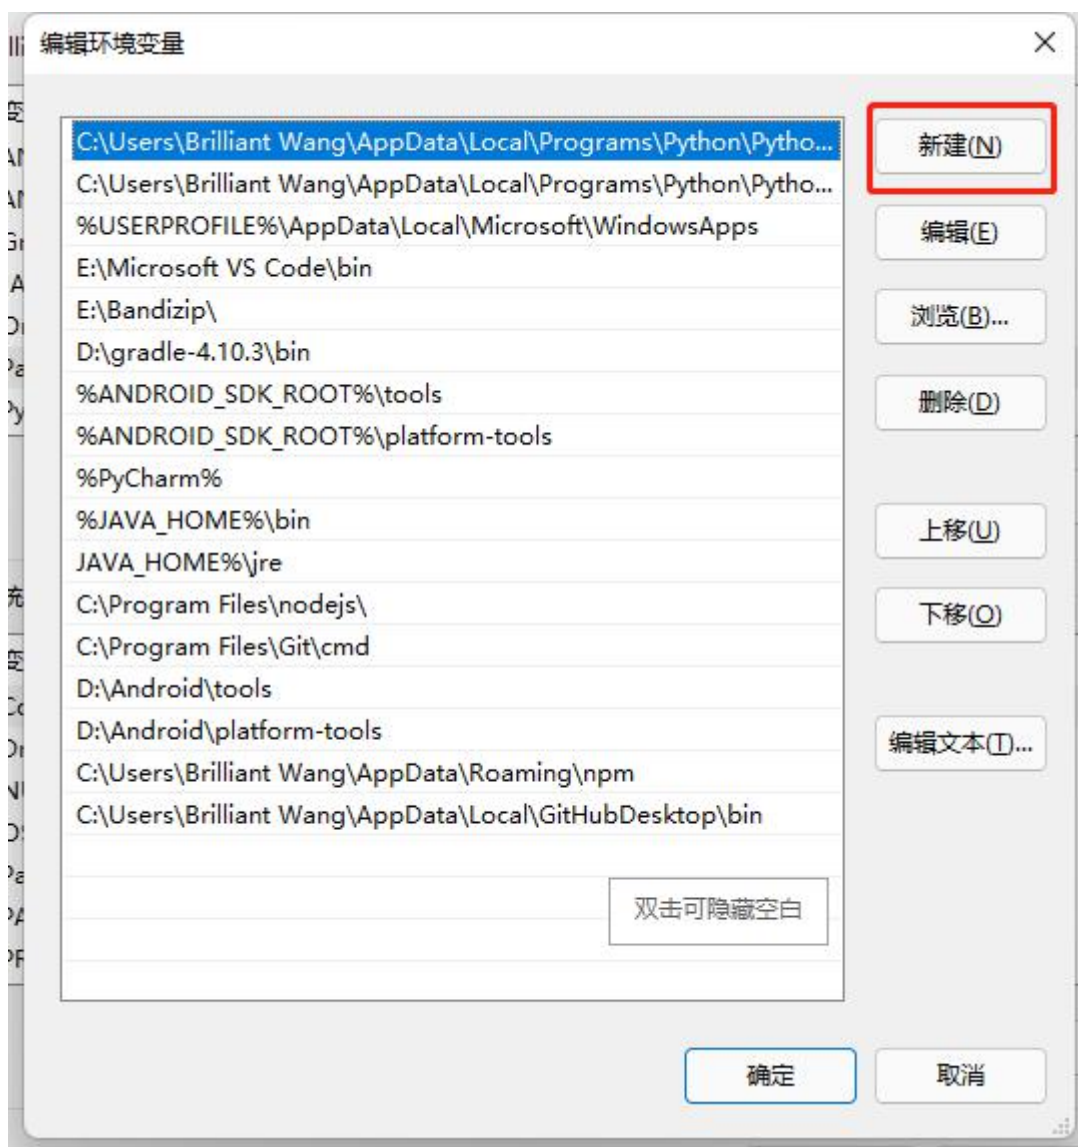 编辑环境变量
C:\Users\Brilliant Wang\AppData\Local\Programs\Python\Pytho...
C:\Users\Brilliant Wang\AppData\Local\Programs\Python\Pytho...
%USERPROFILE%\AppData\Local\Microsoft\WindowsApps
E:\Microsoft VS Code\bin
E:\Bandizip\
D:\gradle-4.10.3\bin
%ANDROID_SDK_ROOT%\tools
%ANDROID_SDK_ROOT%\platform-tools
%PyCharm%
%JAVA_HOME%\bin
JAVA_HOME%\jre
C:\Program Files\nodejs\
C:\Program Files\Git\cmd
D:\Android\tools
D:\Android\platform-tools
C:\Users\Brilliant Wang\AppData\Roaming\npm
C:\Users\Brilliant Wang\AppData\Local\GitHubDesktop\bin
双击可隐藏空白
新建(N)
编辑(E)
浏览(B)...
删除(D)
上移(U)
下移(O)
编辑文本(T)...
确定
取消